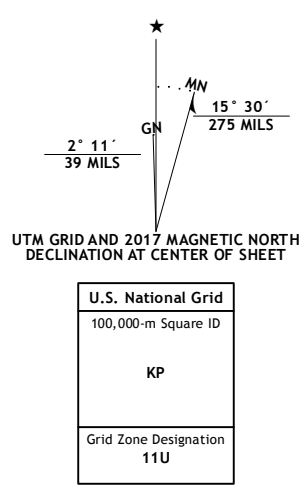 ★
MN
GN
15° 30´
275 MILS
2° 11´
39 MILS
UTM GRID AND 2017 MAGNETIC NORTH
DECLINATION AT CENTER OF SHEET
U.S. National Grid
100,000-m Square ID
KP
Grid Zone Designation
11U